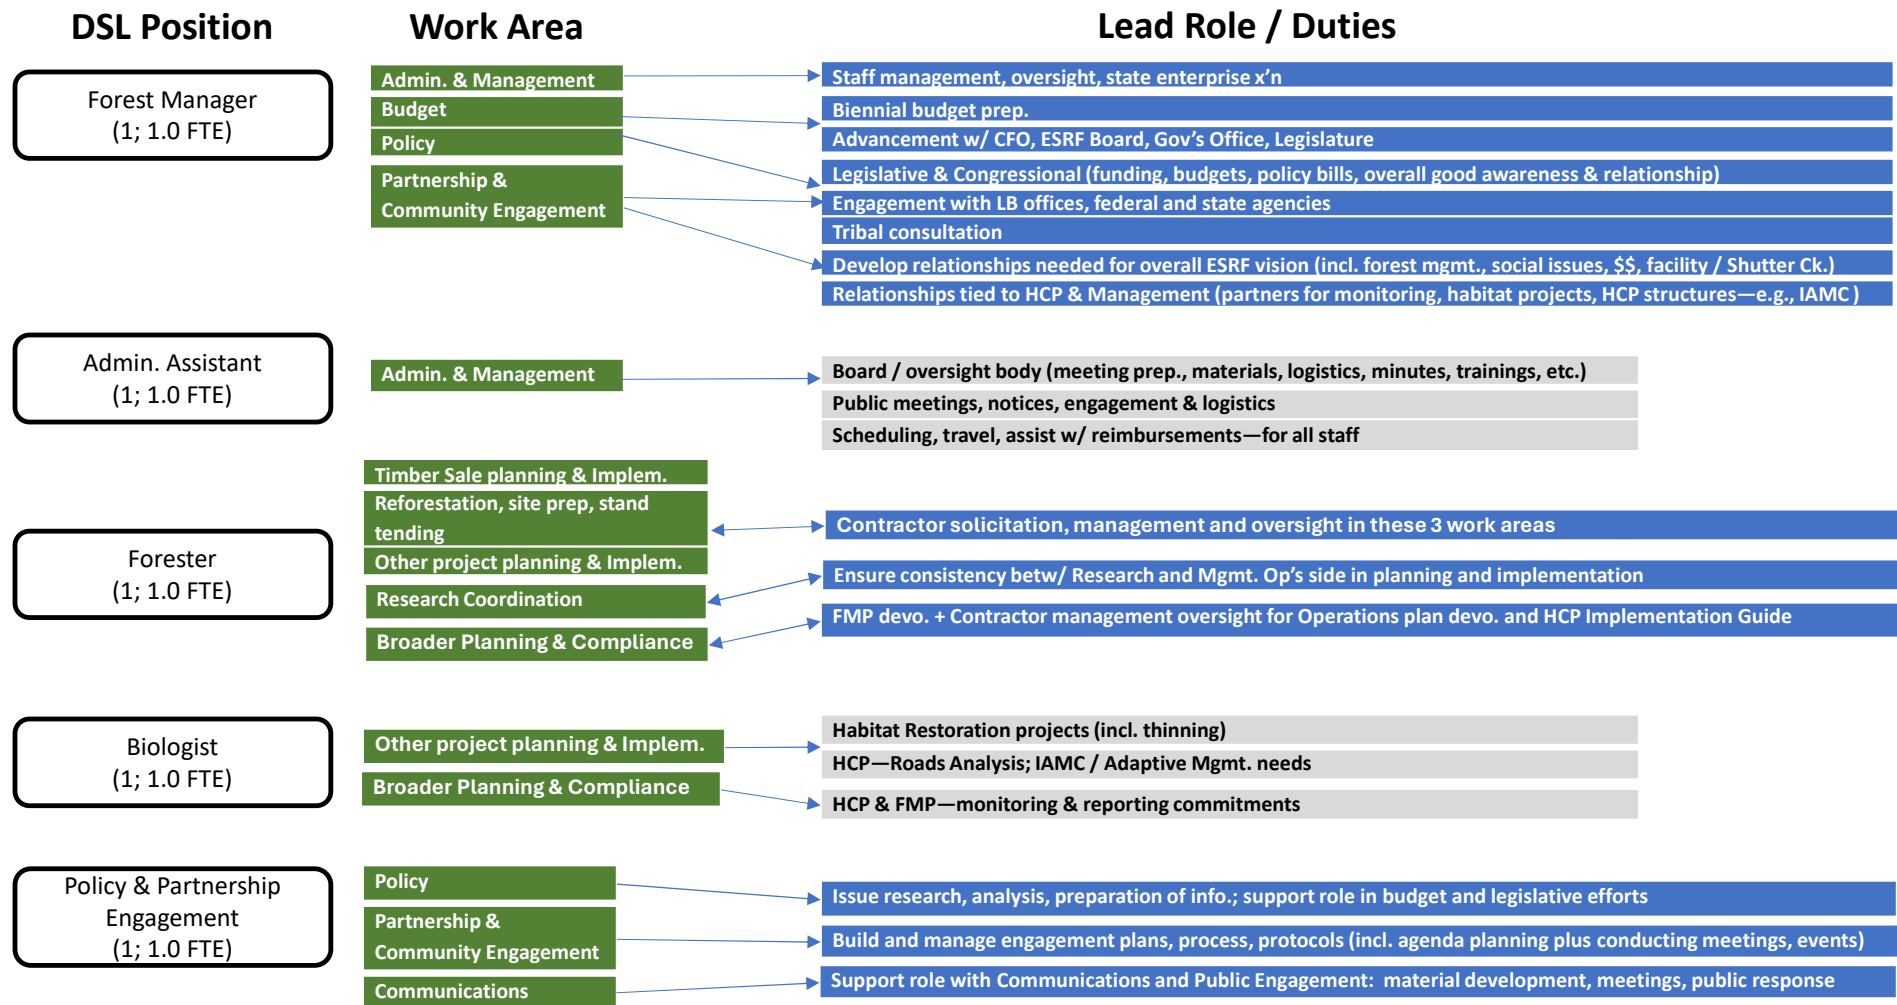 DSL Position
Work Area
Lead Role / Duties
Forest Manager
(1; 1.0 FTE)
Admin. & Management
Budget
Policy
Partnership &
Community Engagement
Staff management, oversight, state enterprise x’n
Biennial budget prep.
Advancement w/ CFO, ESRF Board, Gov’s Office, Legislature
Legislative & Congressional (funding, budgets, policy bills, overall good awareness & relationship)
Engagement with LB offices, federal and state agencies
Tribal consultation
Develop relationships needed for overall ESRF vision (incl. forest mgmt., social issues, $$, facility / Shutter Ck.)
Relationships tied to HCP & Management (partners for monitoring, habitat projects, HCP structures—e.g., IAMC )
Admin. Assistant
(1; 1.0 FTE)
Admin. & Management
Board / oversight body (meeting prep., materials, logistics, minutes, trainings, etc.)
Public meetings, notices, engagement & logistics
Scheduling, travel, assist w/ reimbursements—for all staff
Forester
(1; 1.0 FTE)
Timber Sale planning & Implem.
Reforestation, site prep, stand
tending
Other project planning & Implem.
Research Coordination
Broader Planning & Compliance
Contractor solicitation, management and oversight in these 3 work areas
Ensure consistency betw/ Research and Mgmt. Op’s side in planning and implementation
FMP devo. + Contractor management oversight for Operations plan devo. and HCP Implementation Guide
Biologist
(1; 1.0 FTE)
Other project planning & Implem.
Broader Planning & Compliance
Habitat Restoration projects (incl. thinning)
HCP—Roads Analysis; IAMC / Adaptive Mgmt. needs
HCP & FMP—monitoring & reporting commitments
Policy & Partnership
Engagement
(1; 1.0 FTE)
Policy
Partnership &
Community Engagement
Communications
Issue research, analysis, preparation of info.; support role in budget and legislative efforts
Build and manage engagement plans, process, protocols (incl. agenda planning plus conducting meetings, events)
Support role with Communications and Public Engagement:  material development, meetings, public response